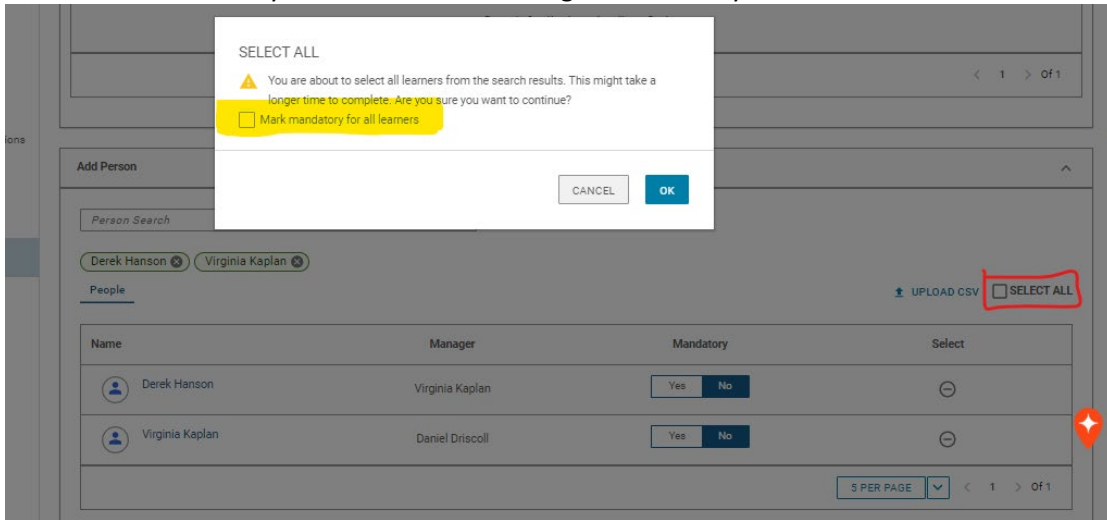 SELECT ALL
You are about to select all learners from the search results. This might take a
longer time to complete. Are you sure you want to continue?
Mark mandatory for all learners
CANCEL OK
< 1 > Of 1
ions
Add Person
Person Search
Derek Hanson Virginia Kaplan
People
UPLOAD CSV SELECT ALL
Name Manager Mandatory Select
Derek Hanson Virginia Kaplan Yes No
Virginia Kaplan Daniel Driscoll Yes No
5 PER PAGE < 1 > Of 1